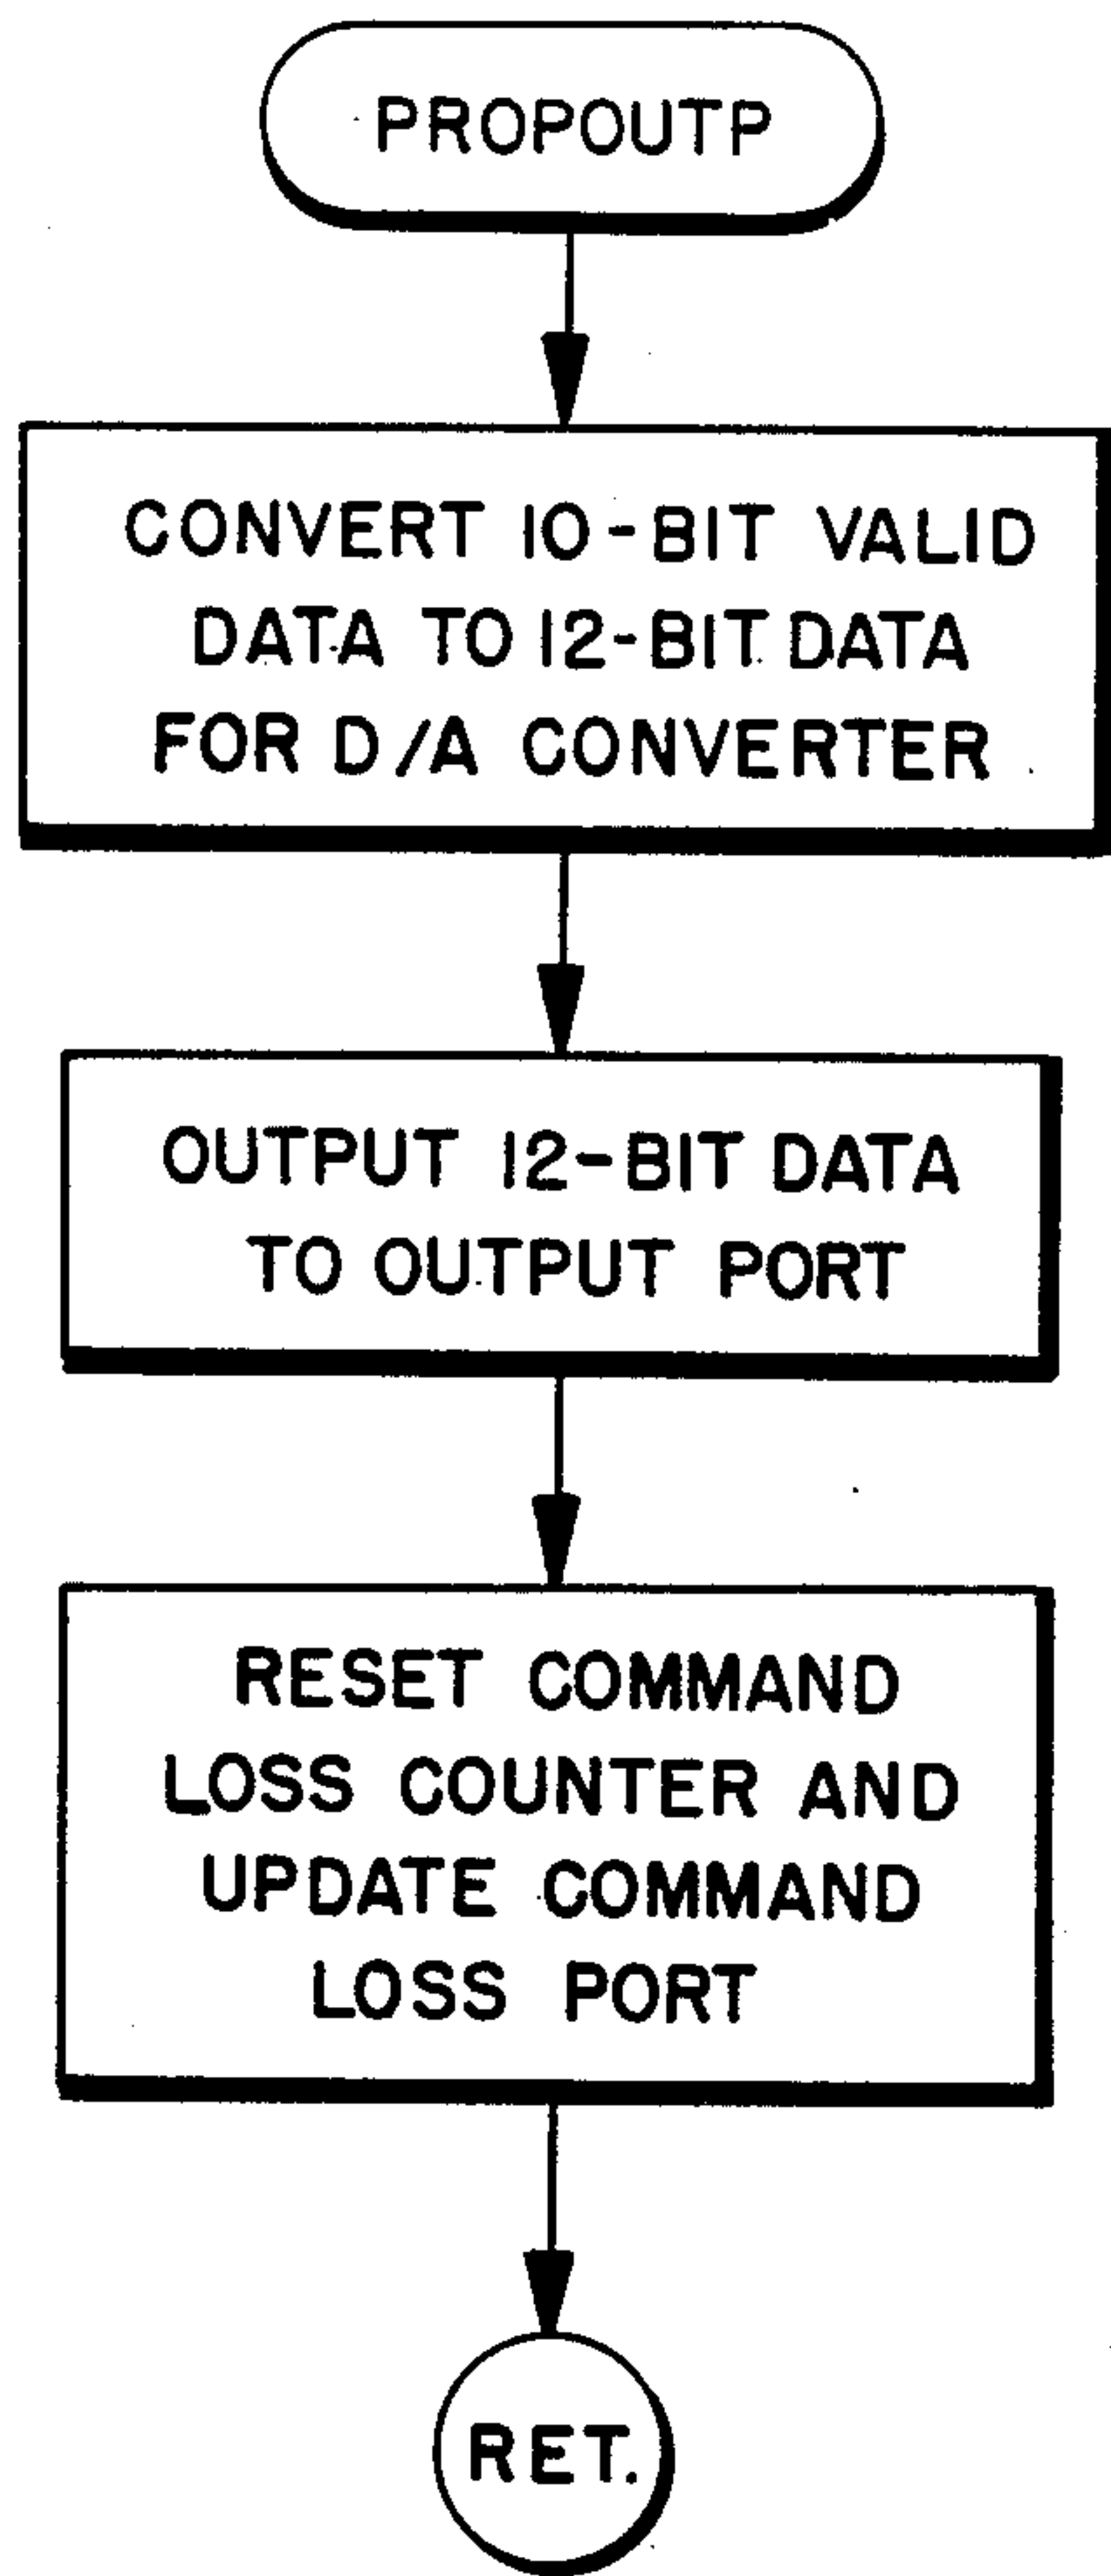 PROPOUTP
CONVERT 10-BIT VALID
DATA TO 12-BIT DATA
FOR D/A CONVERTER
OUTPUT 12-BIT DATA
TO OUTPUT PORT
RESET COMMAND
LOSS COUNTER AND
UPDATE COMMAND
LOSS PORT
RET.